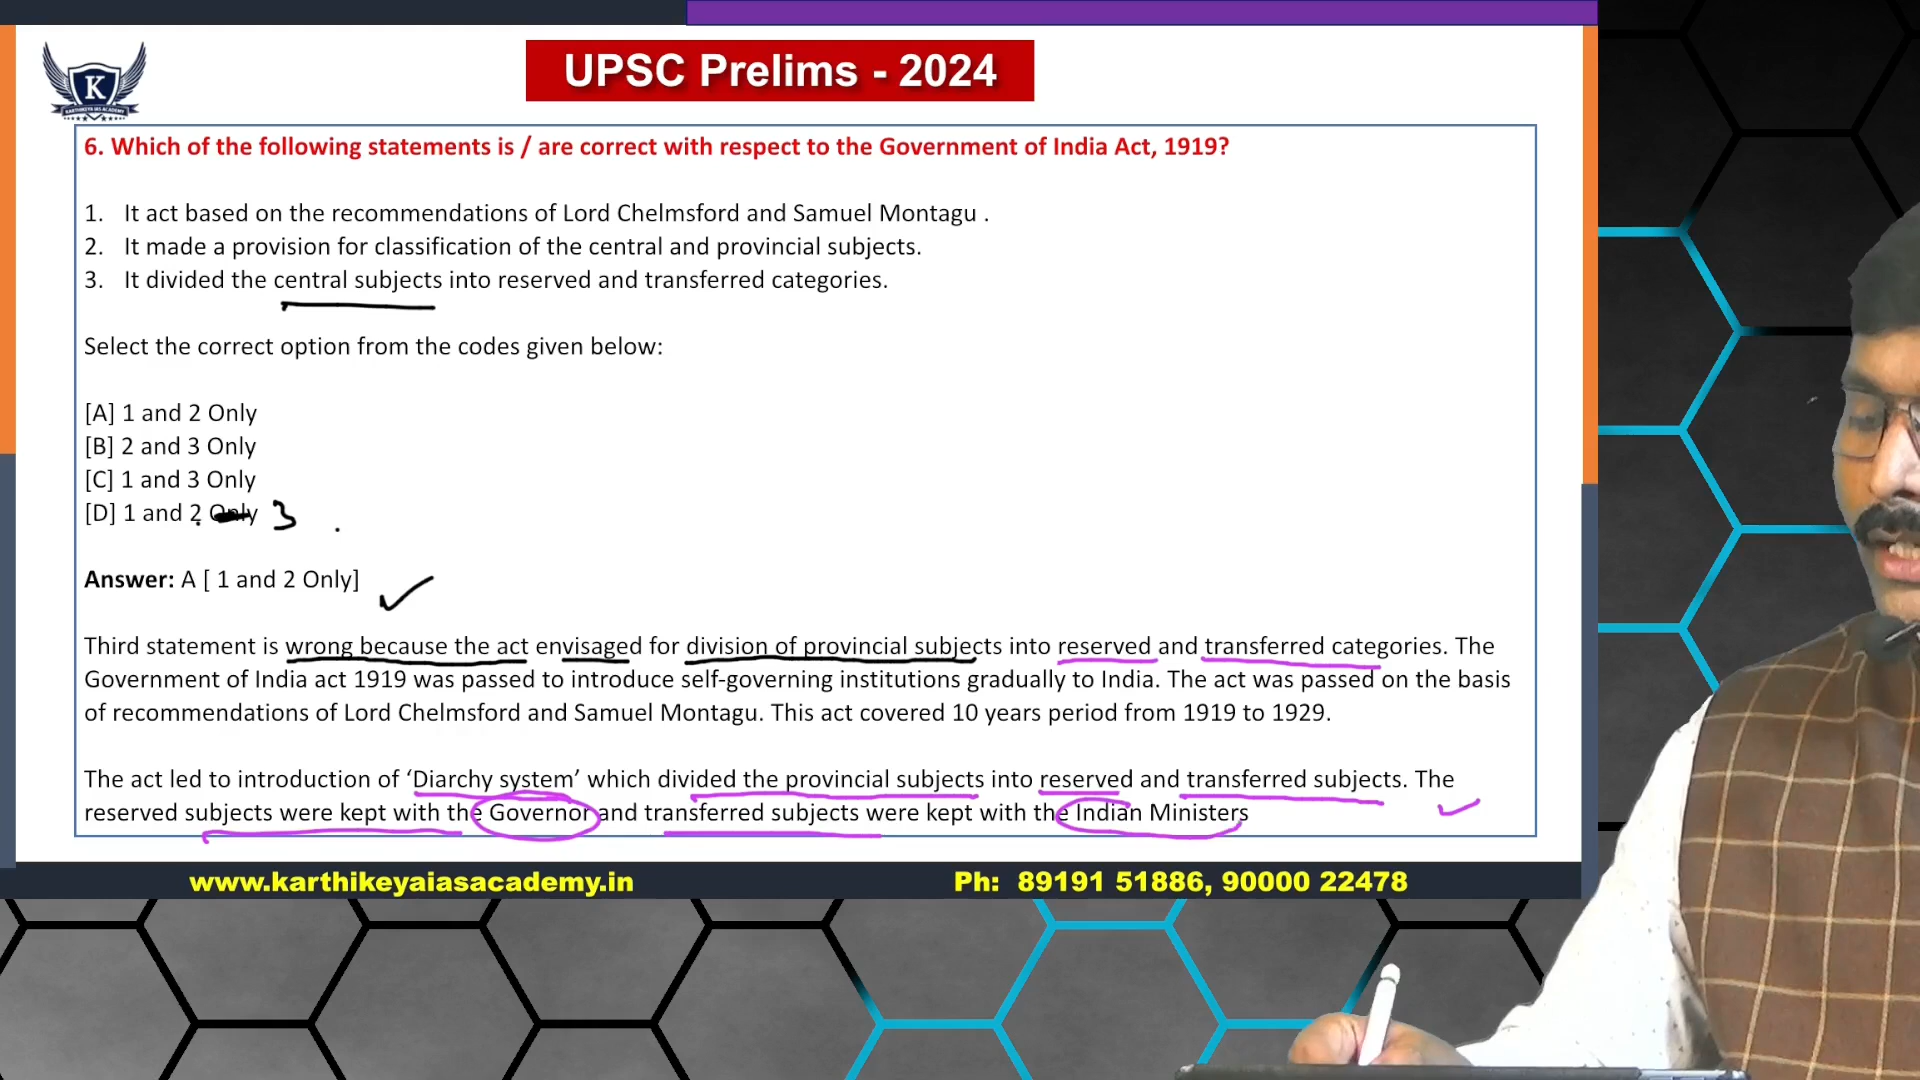 UPSC Prelims - 2024
K
KARTHIKEYA IAS ACADEMY
6. Which of the following statements is / are correct with respect to the Government of India Act, 1919?
1. It act based on the recommendations of Lord Chelmsford and Samuel Montagu .
2. It made a provision for classification of the central and provincial subjects.
3. It divided the central subjects into reserved and transferred categories.
Select the correct option from the codes given below:
[A] 1 and 2 Only
[B] 2 and 3 Only
[C] 1 and 3 Only
[D] 1 and 2 Only 3
Answer: A [ 1 and 2 Only]
Third statement is wrong because the act envisaged for division of provincial subjects into reserved and transferred categories. The
Government of India act 1919 was passed to introduce self-governing institutions gradually to India. The act was passed on the basis
of recommendations of Lord Chelmsford and Samuel Montagu. This act covered 10 years period from 1919 to 1929.
The act led to introduction of ‘Diarchy system’ which divided the provincial subjects into reserved and transferred subjects. The
reserved subjects were kept with the Governor and transferred subjects were kept with the Indian Ministers
www.karthikeyaiasacademy.in Ph: 89191 51886, 90000 22478